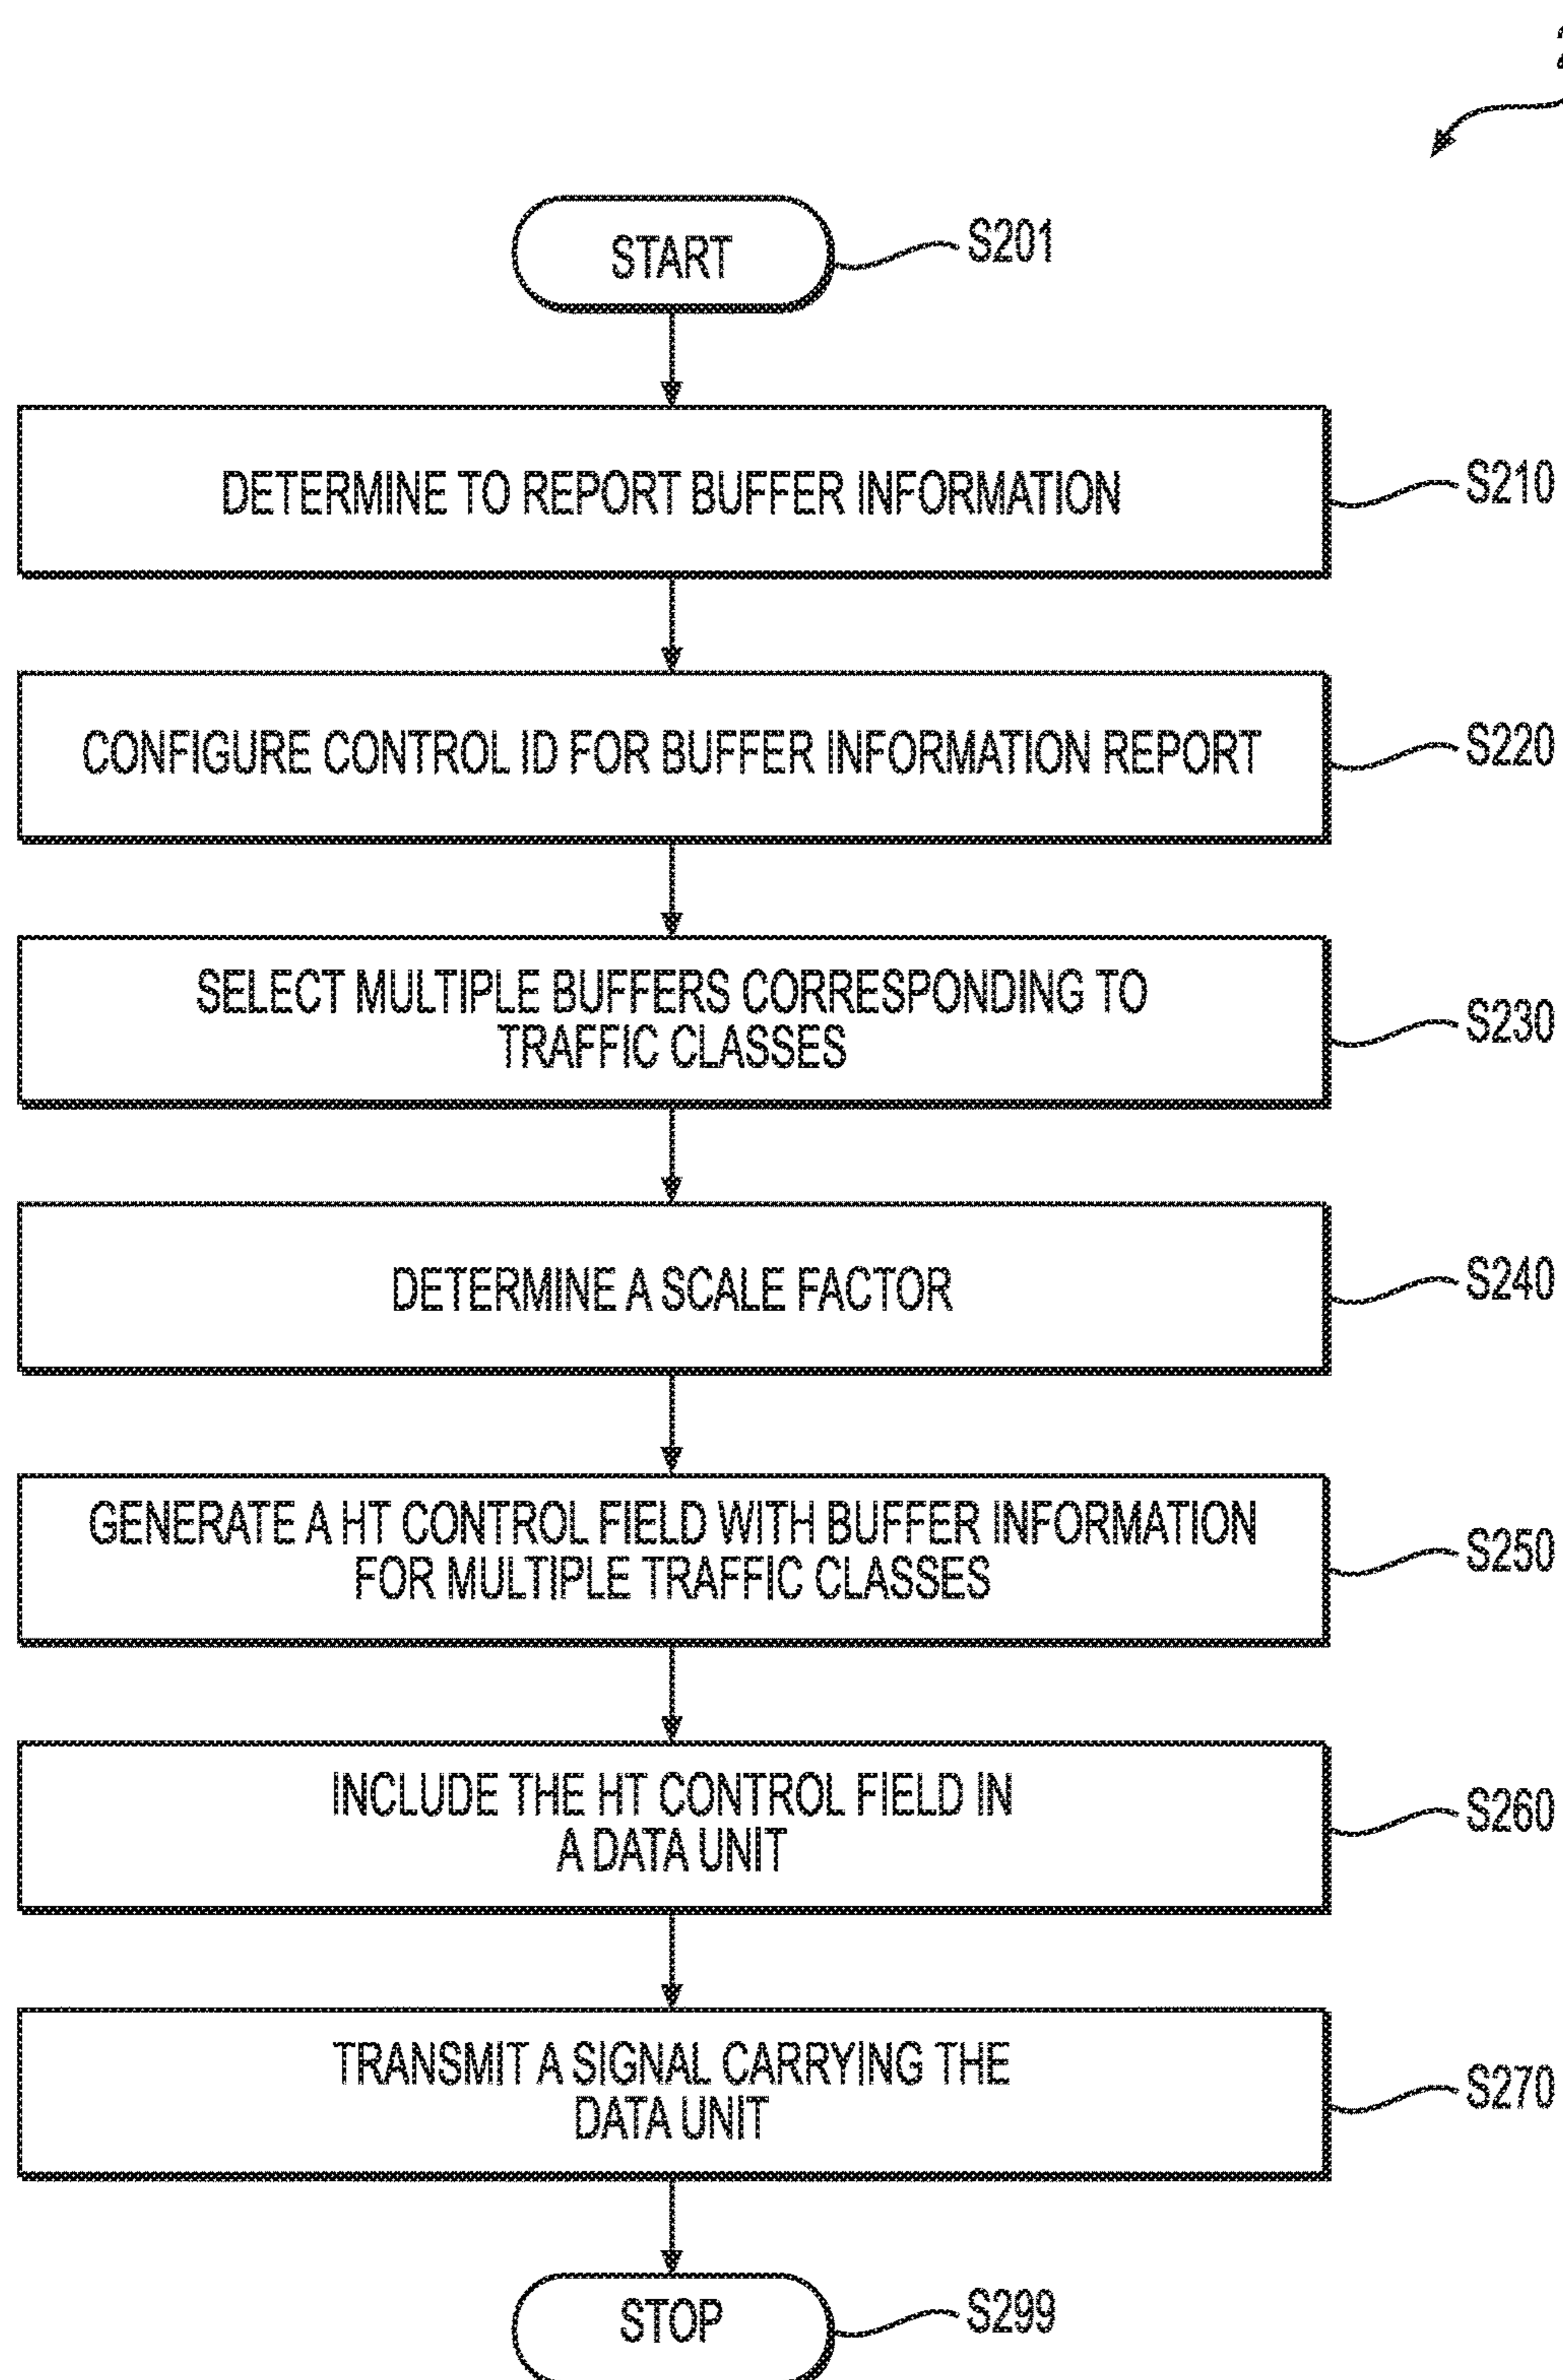 START
S201
DETERMINE TO REPORT BUFFER INFORMATION
S210
CONFIGURE CONTROL ID FOR BUFFER INFORMATION REPORT
S220
SELECT MULTIPLE BUFFERS CORRESPONDING TO
TRAFFIC CLASSES
S230
DETERMINE A SCALE FACTOR
S240
GENERATE A HT CONTROL FIELD WITH BUFFER INFORMATION
FOR MULTIPLE TRAFFIC CLASSES
S250
INCLUDE THE HT CONTROL FIELD IN
A DATA UNIT
S260
TRANSMIT A SIGNAL CARRYING THE
DATA UNIT
S270
STOP
S299